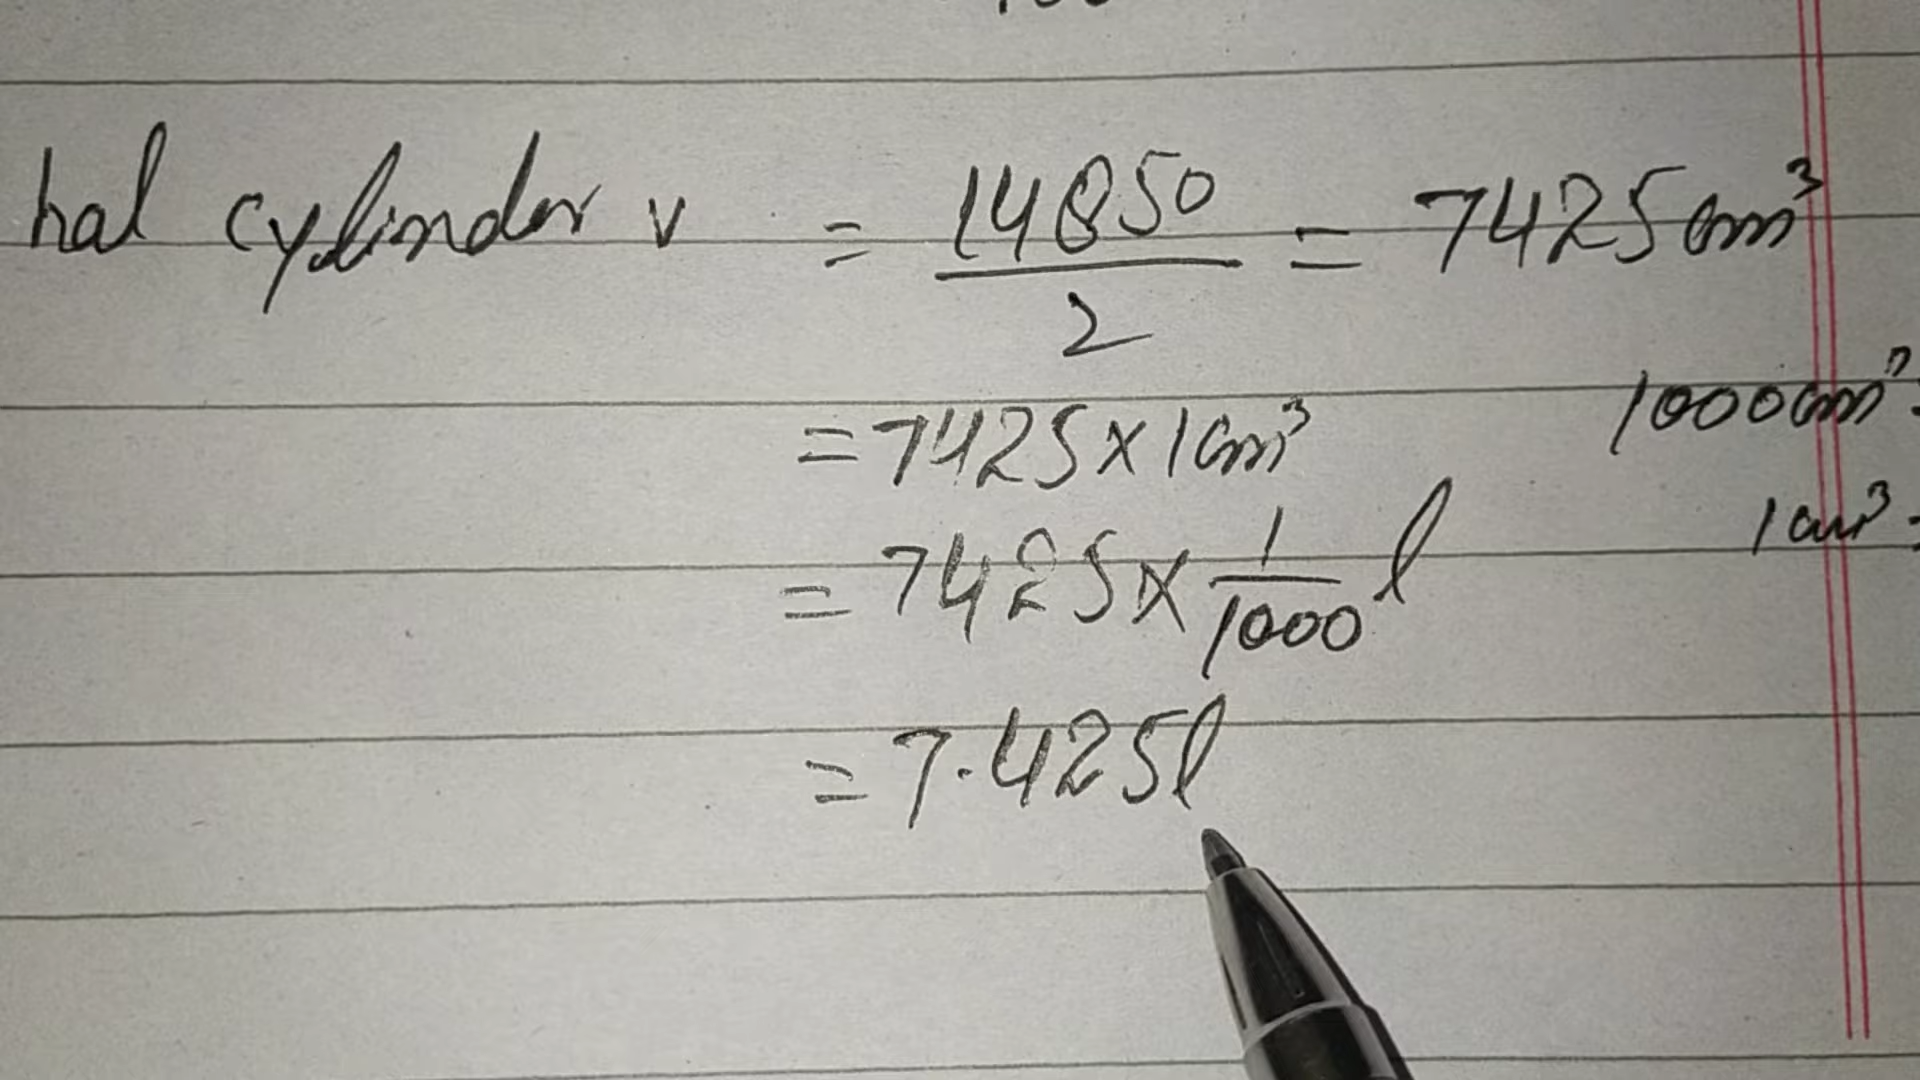 hal cylinder v = 14850/2 = 7425 cm³
= 7425 x 1 cm³ 1000 cm³ =
= 7425 x 1/1000 l 1 cm³ =
= 7.425 l